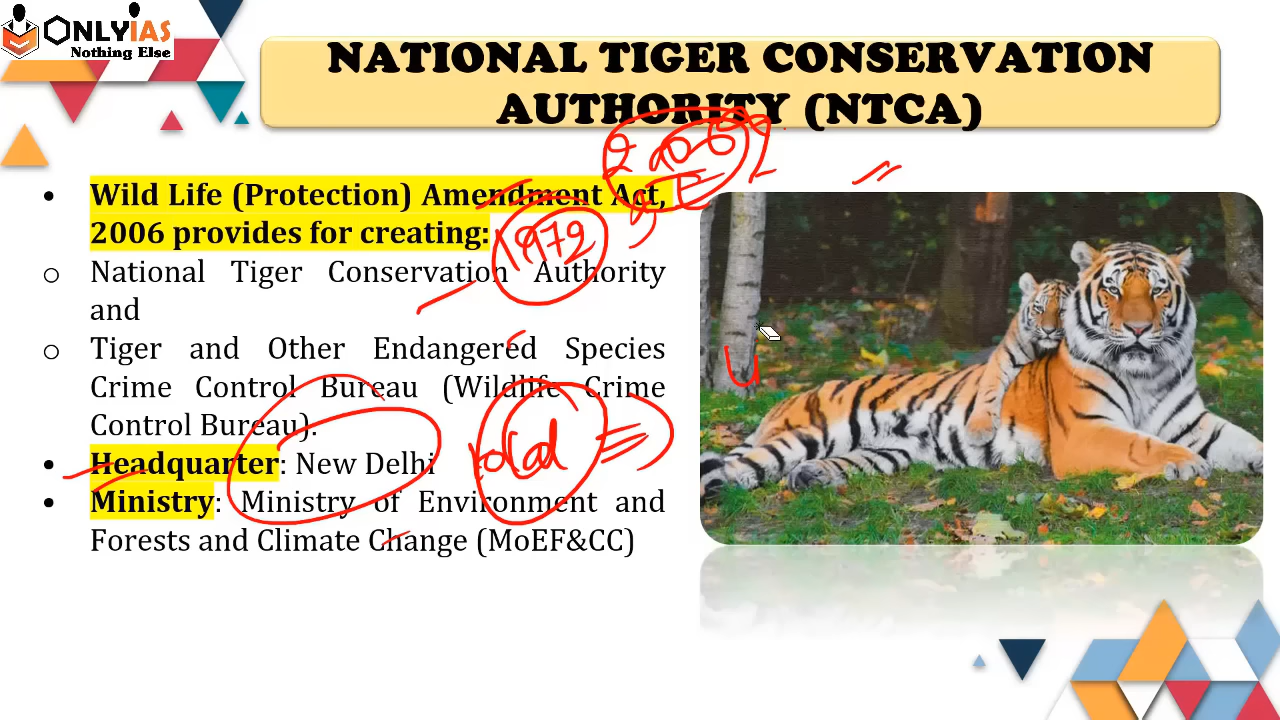 ONLYIAS
Nothing Else
NATIONAL TIGER CONSERVATION
AUTHORITY (NTCA)
• Wild Life (Protection) Amendment Act,
2006 provides for creating:
1972
o National Tiger Conservation Authority
and
o Tiger and Other Endangered Species
Crime Control Bureau (Wildlife Crime
Control Bureau).
• Headquarter: New Delhi
• Ministry: Ministry of Environment and
Forests and Climate Change (MoEF&CC)